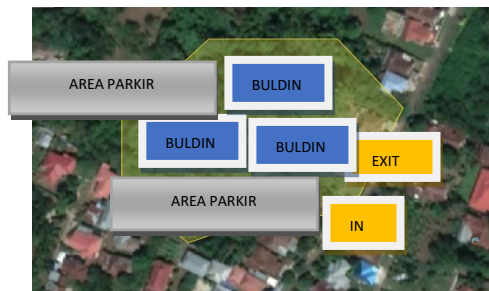 AREA PARKIR
BULDIN
BULDIN
BULDIN
EXIT
AREA PARKIR
IN